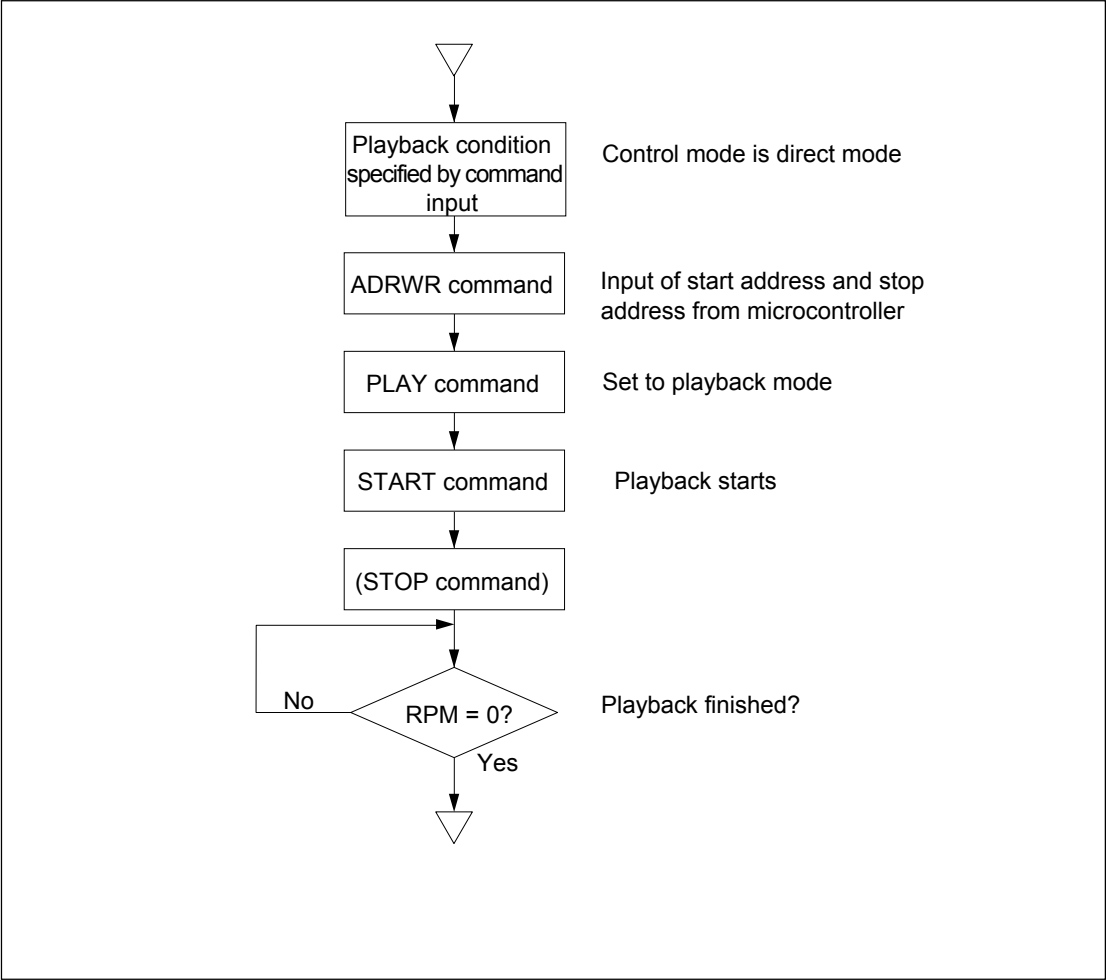 Playback condition
specified by command
input
Control mode is direct mode
ADRWR command
Input of start address and stop
address from microcontroller
PLAY command
Set to playback mode
START command
Playback starts
(STOP command)
No
RPM = 0?
Playback finished?
Yes